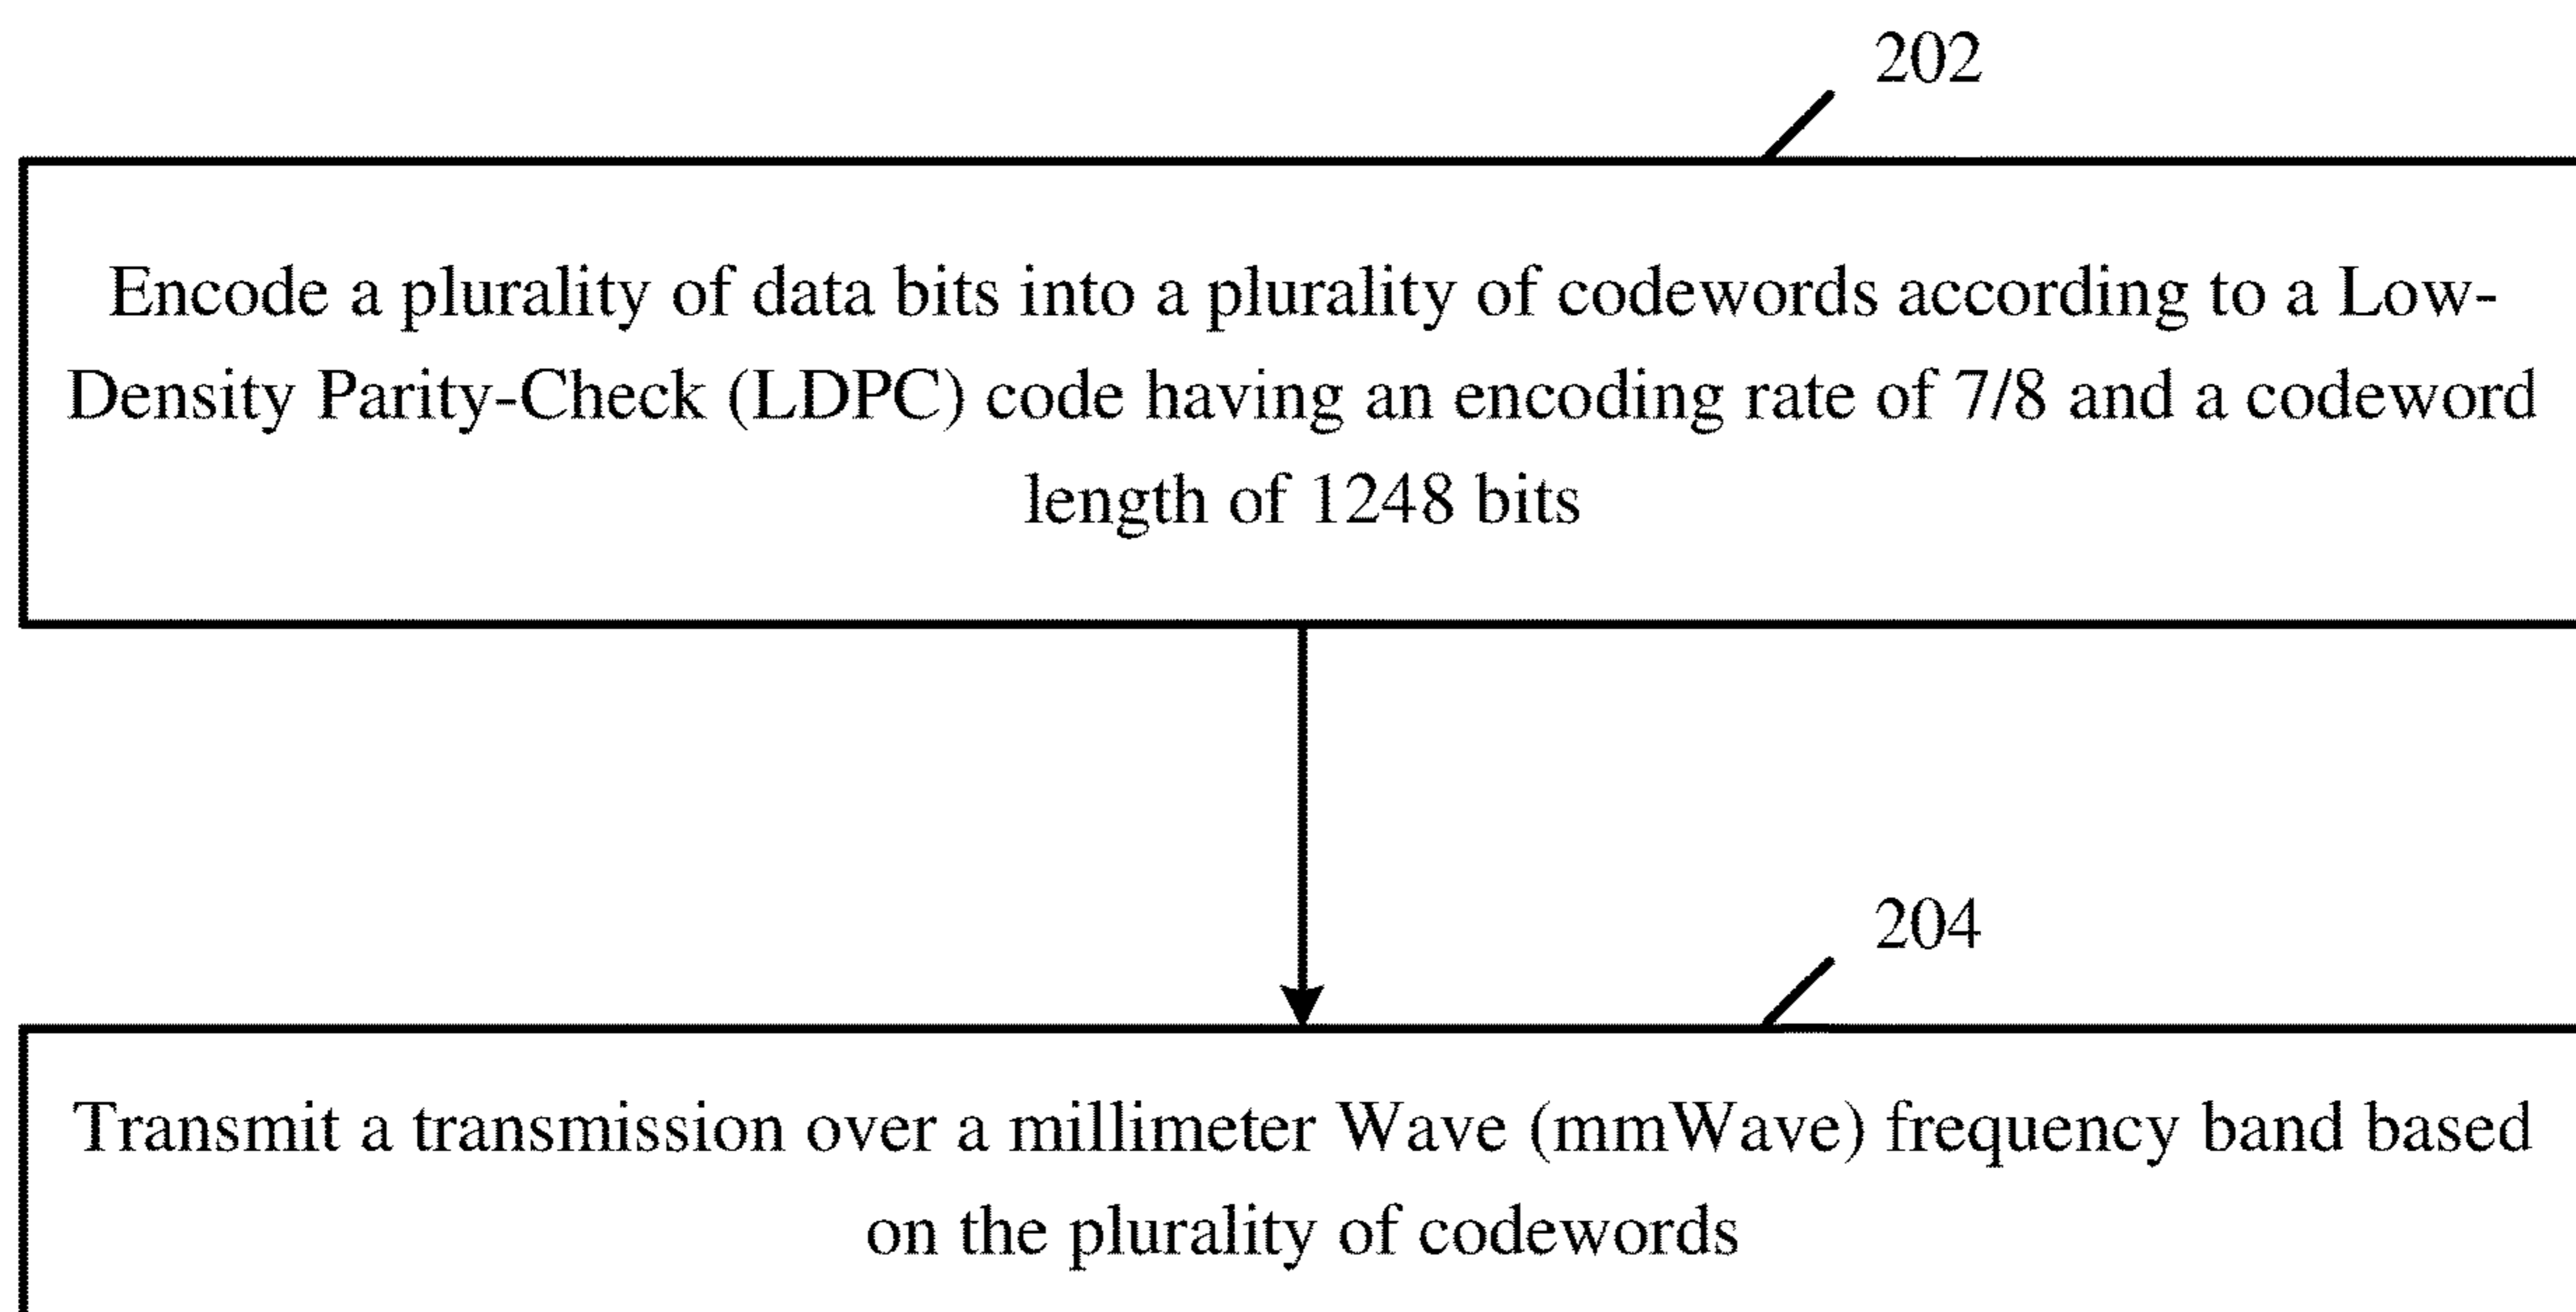 202
Encode a plurality of data bits into a plurality of codewords according to a Low-
Density Parity-Check (LDPC) code having an encoding rate of 7/8 and a codeword
length of 1248 bits
204
Transmit a transmission over a millimeter Wave (mmWave) frequency band based
on the plurality of codewords